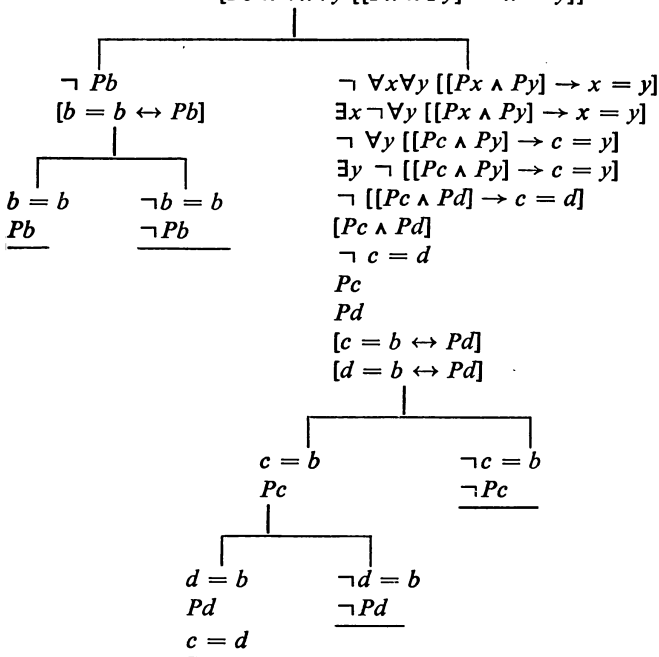 ¬ Pb
[b = b ↔ Pb]
b = b
Pb
¬b = b
¬Pb
¬ ∀x∀y [[Px ∧ Py] → x = y]
∃x¬∀y [[Px ∧ Py] → x = y]
¬ ∀y [[Pc ∧ Py] → c = y]
∃y ¬ [[Pc ∧ Py] → c = y]
¬ [[Pc ∧ Pd] → c = d]
[Pc ∧ Pd]
¬ c = d
Pc
Pd
[c = b ↔ Pd]
[d = b ↔ Pd]
c = b
Pc
¬c = b
¬Pc
d = b
Pd
c = d
¬d = b
¬Pd